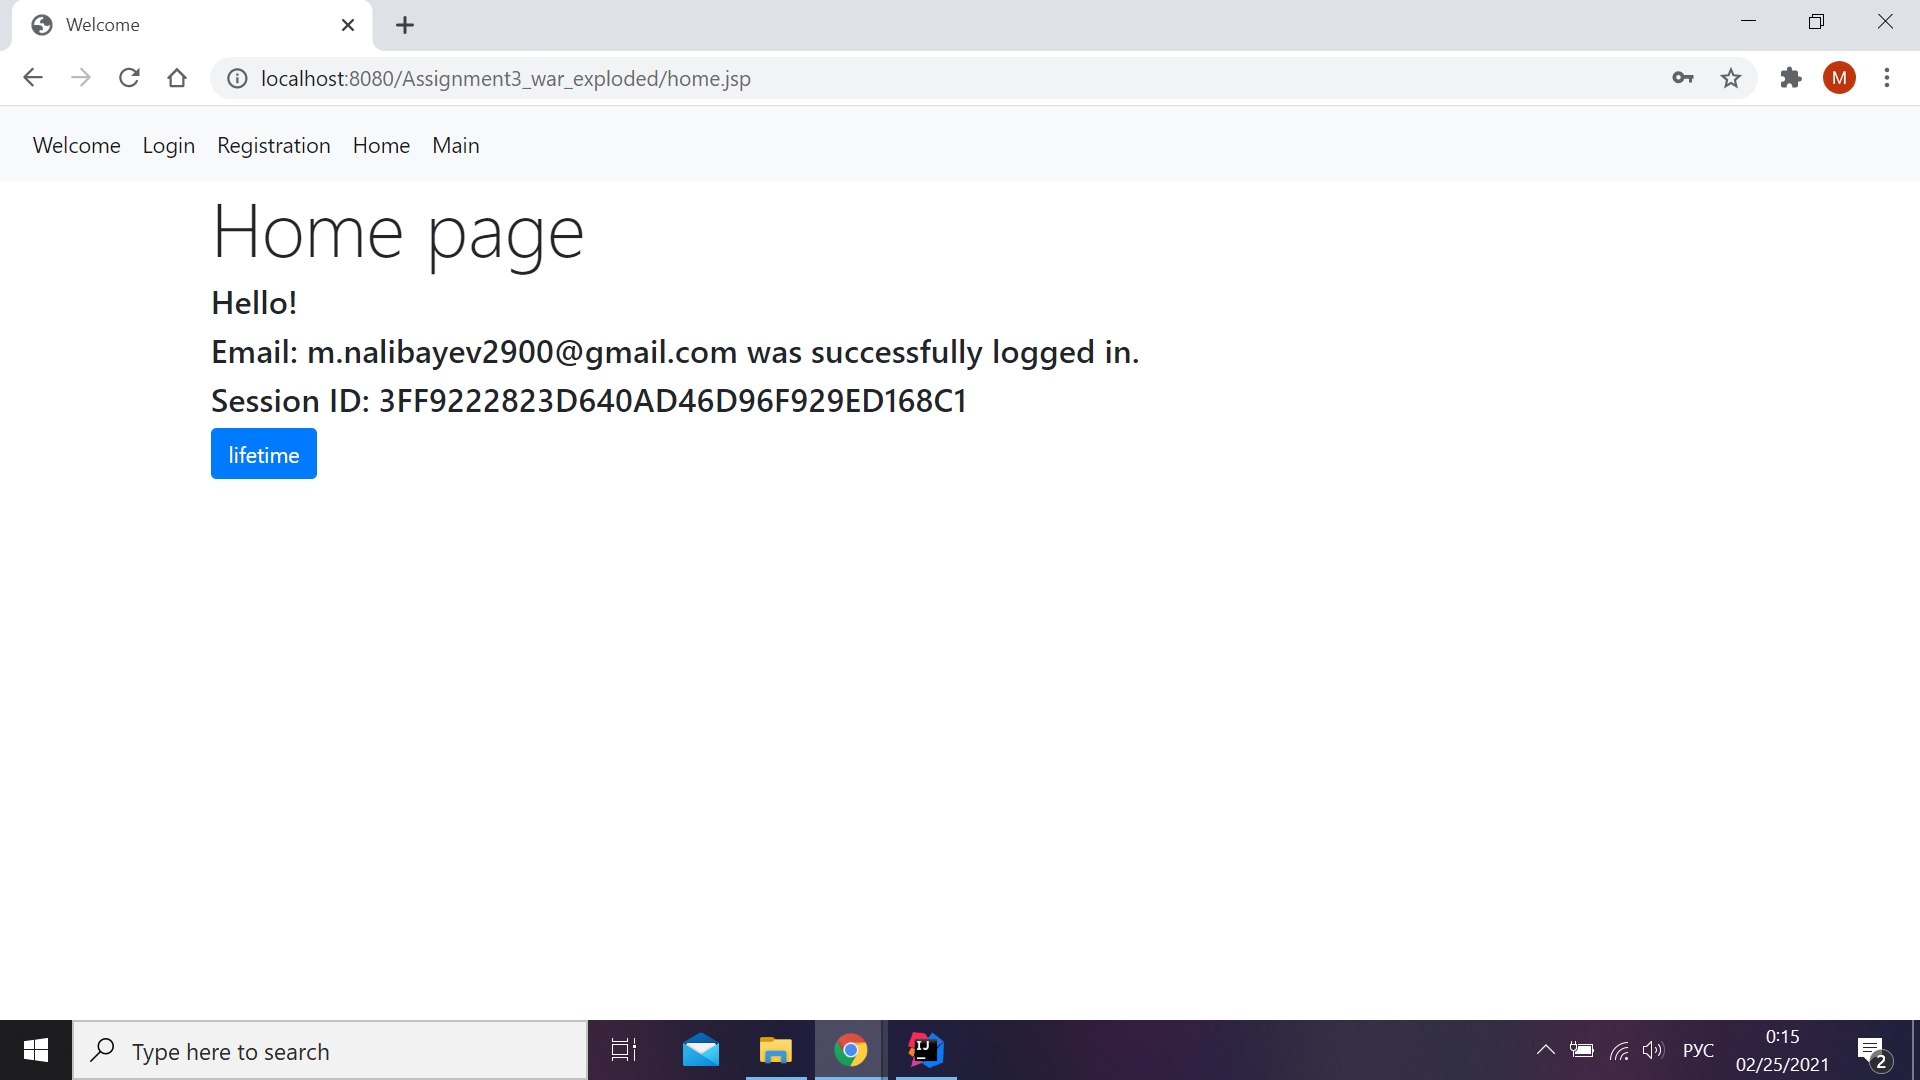 Welcome
localhost:8080/Assignment3_war_exploded/home.jsp
M
Welcome Login Registration Home Main
Home page
Hello!
Email: m.nalibayev2900@gmail.com was successfully logged in.
Session ID: 3FF9222823D640AD46D96F929ED168C1
lifetime
Type here to search
IJ
РУС
0:15
02/25/2021
2